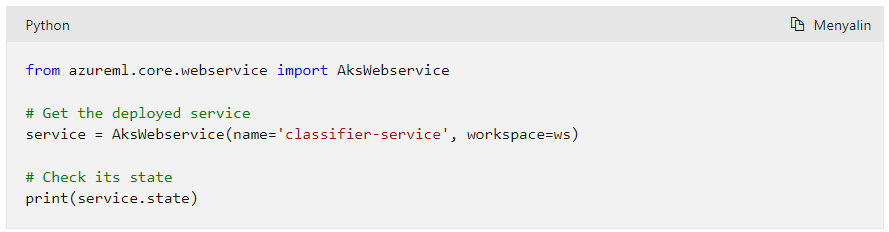 Python
Menyalin
from azureml.core.webservice import AksWebservice
# Get the deployed service
service = AksWebservice(name='classifier-service', workspace=ws)
# Check its state
print(service.state)